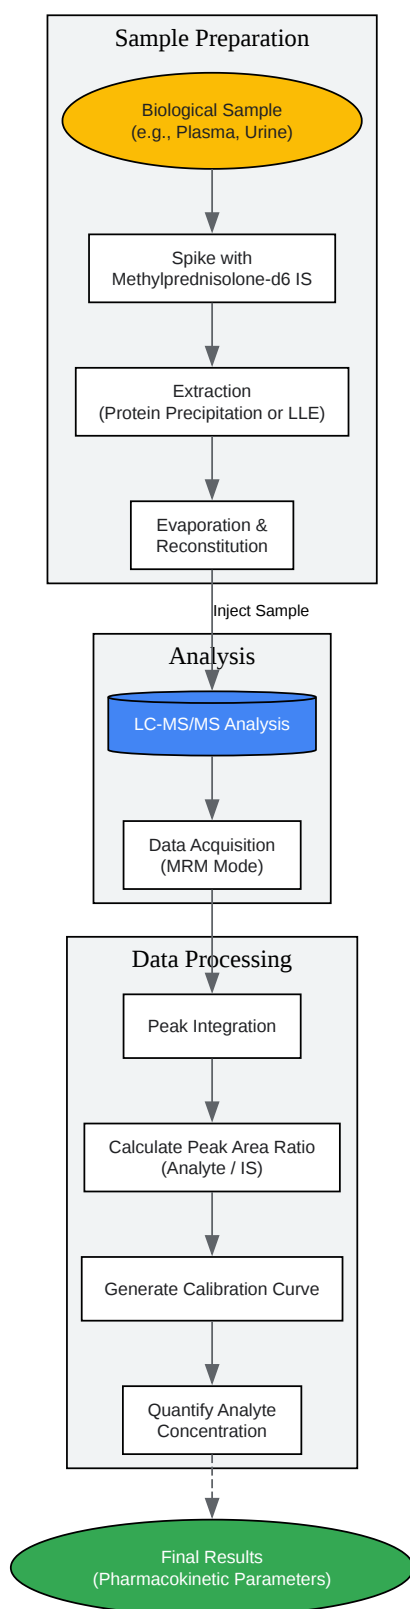 Sample Preparation
Biological Sample
(e.g., Plasma, Urine)
Spike with
Methylprednisolone-d6 IS
Extraction
(Protein Precipitation or LLE)
Evaporation &
Reconstitution
Inject Sample
Analysis
LC-MS/MS Analysis
Data Acquisition
(MRM Mode)
Data Processing
Peak Integration
Calculate Peak Area Ratio
(Analyte / IS)
Generate Calibration Curve
Quantify Analyte
Concentration
Final Results
(Pharmacokinetic Parameters)